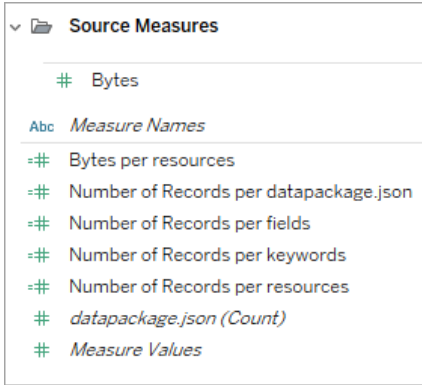 Source Measures
# Bytes
Abc Measure Names
=# Bytes per resources
=# Number of Records per datapackage.json
=# Number of Records per fields
=# Number of Records per keywords
=# Number of Records per resources
# datapackage.json (Count)
# Measure Values